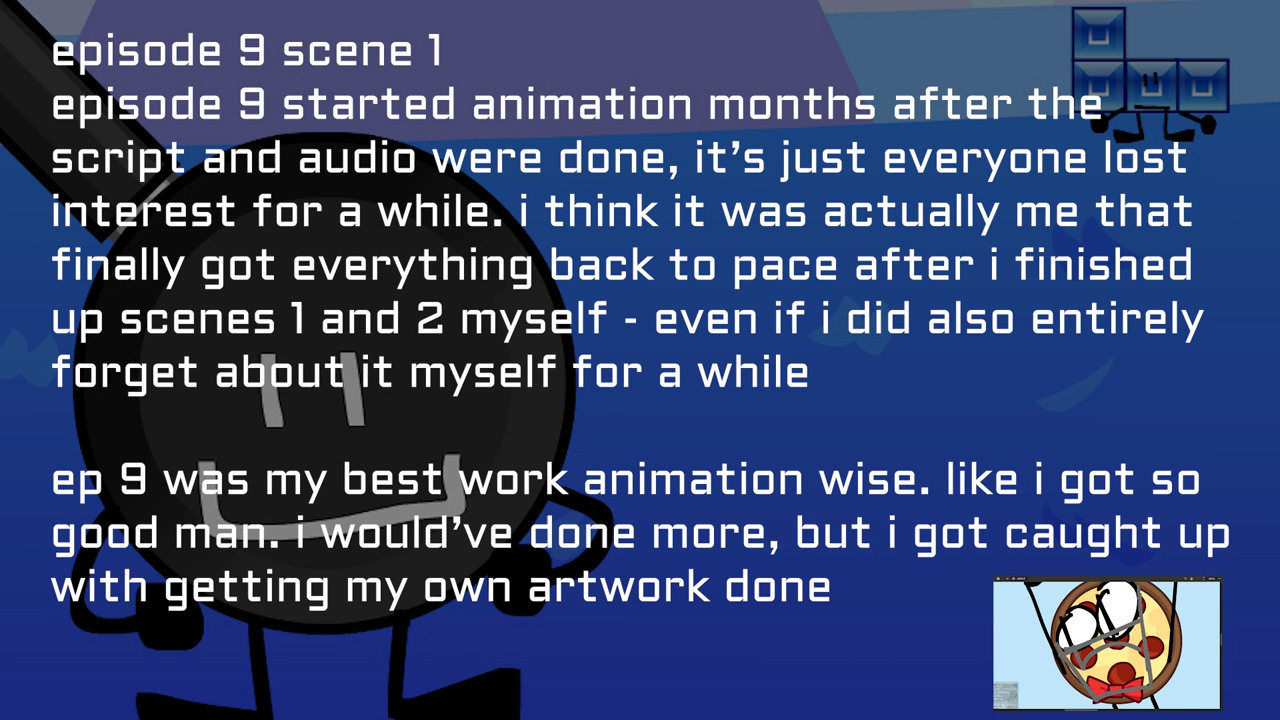 episode 9 scene 1
episode 9 started animation months after the
script and audio were done, it's just everyone lost
interest for a while. i think it was actually me that
finally got everything back to pace after i finished
up scenes 1 and 2 myself - even if i did also entirely
forget about it myself for a while
ep 9 was my best work animation wise. like i got so
good man. i would've done more, but i got caught up
with getting my own artwork done